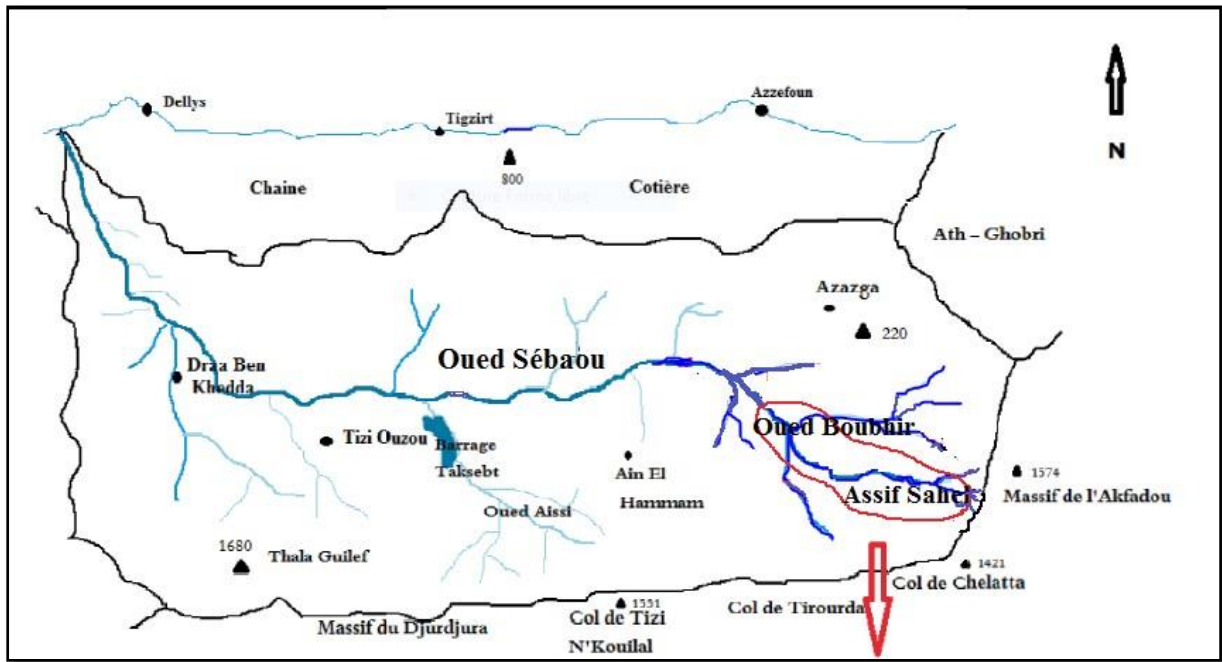 Dellys
Azzefoun
Tigzirt
800
N
Chaine
Cotière
Ath - Ghobri
Azazga
220
Oued Sébaou
Draa Ben
Khedda
Oued Boubhir
Tizi Ouzou
Barrage
Taksebt
Ain El
Hammam
1574
Assif Sahel
Massif de l'Akfadou
Oued Aissi
1680
Thala Guilef
1421
Col de Chelatta
1551
Col de Tirourda
Massif du Djurdjura
Col de Tizi
N'Kouilal